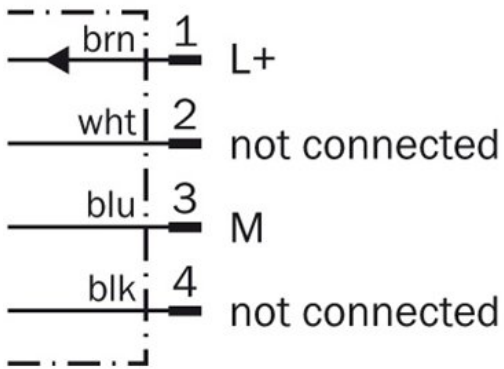 brn 1 L+
wht 2 not connected
blu 3 M
blk 4 not connected